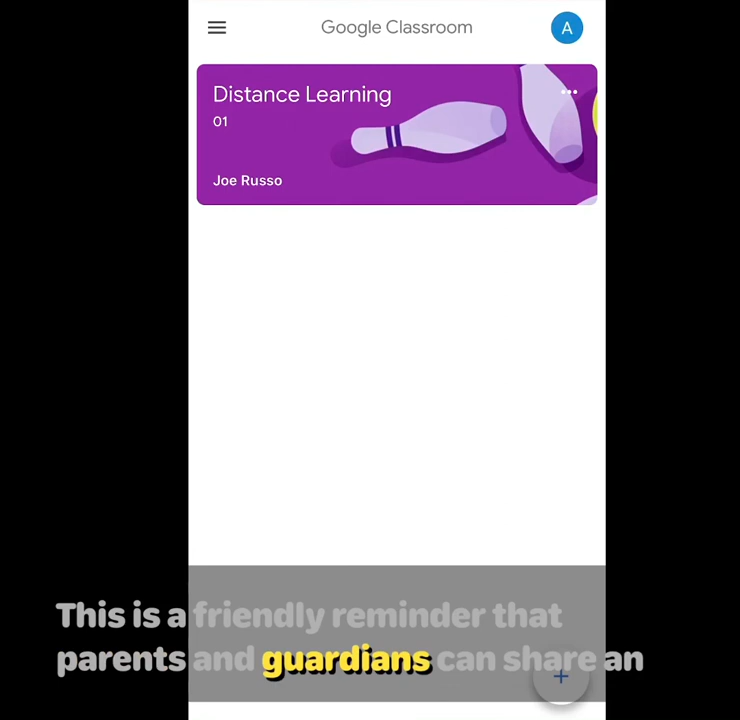 Google Classroom
A
Distance Learning
01
Joe Russo
This is a friendly reminder that
parents and guardians can share an